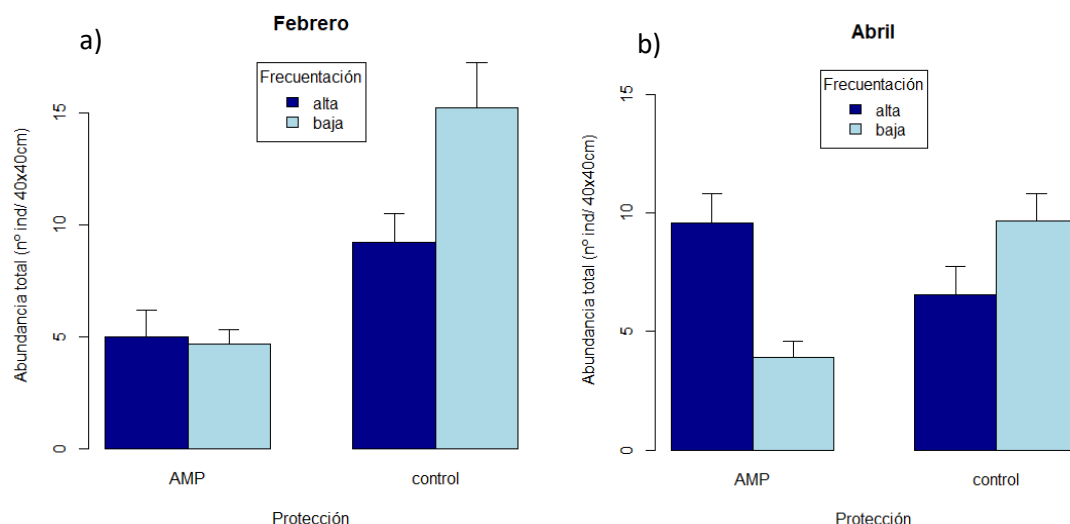 a)
Febrero
Frecuentación
alta
baja
Abundancia total (nº ind/ 40x40cm)
15
10
5
0
AMP
control
Protección
b)
Abril
Frecuentación
alta
baja
Abundancia total (nº ind/ 40x40cm)
15
10
5
0
AMP
control
Protección